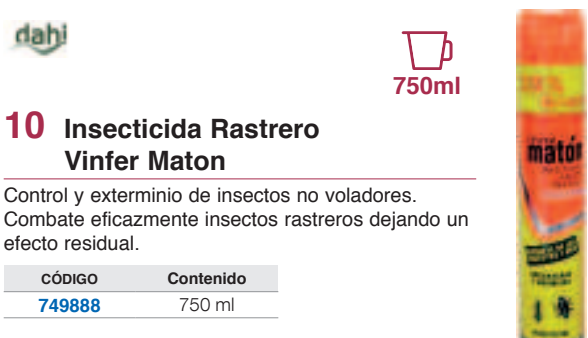 dahi
750ml
10 Insecticida Rastrero
Vinfer Maton
Control y exterminio de insectos no voladores.
Combate eficazmente insectos rastreros dejando un
efecto residual.
CÓDIGO Contenido
749888 750 ml
matón